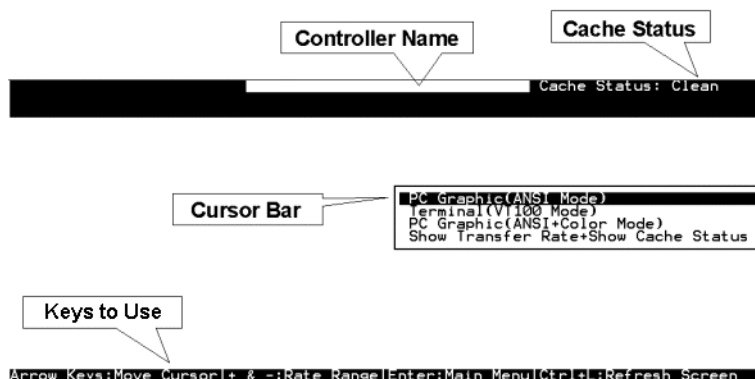 Controller Name
Cache Status
Cache Status: Clean
Cursor Bar
PC Graphic(ANSI Mode)
Terminal(VT100 Mode)
PC Graphic(ANSI+Color Mode)
Show Transfer Rate+Show Cache Status
Keys to Use
Arrow Keys:Move Cursor|+ & -:Rate Range|Enter:Main Menu|Ctrl+L:Refresh Screen